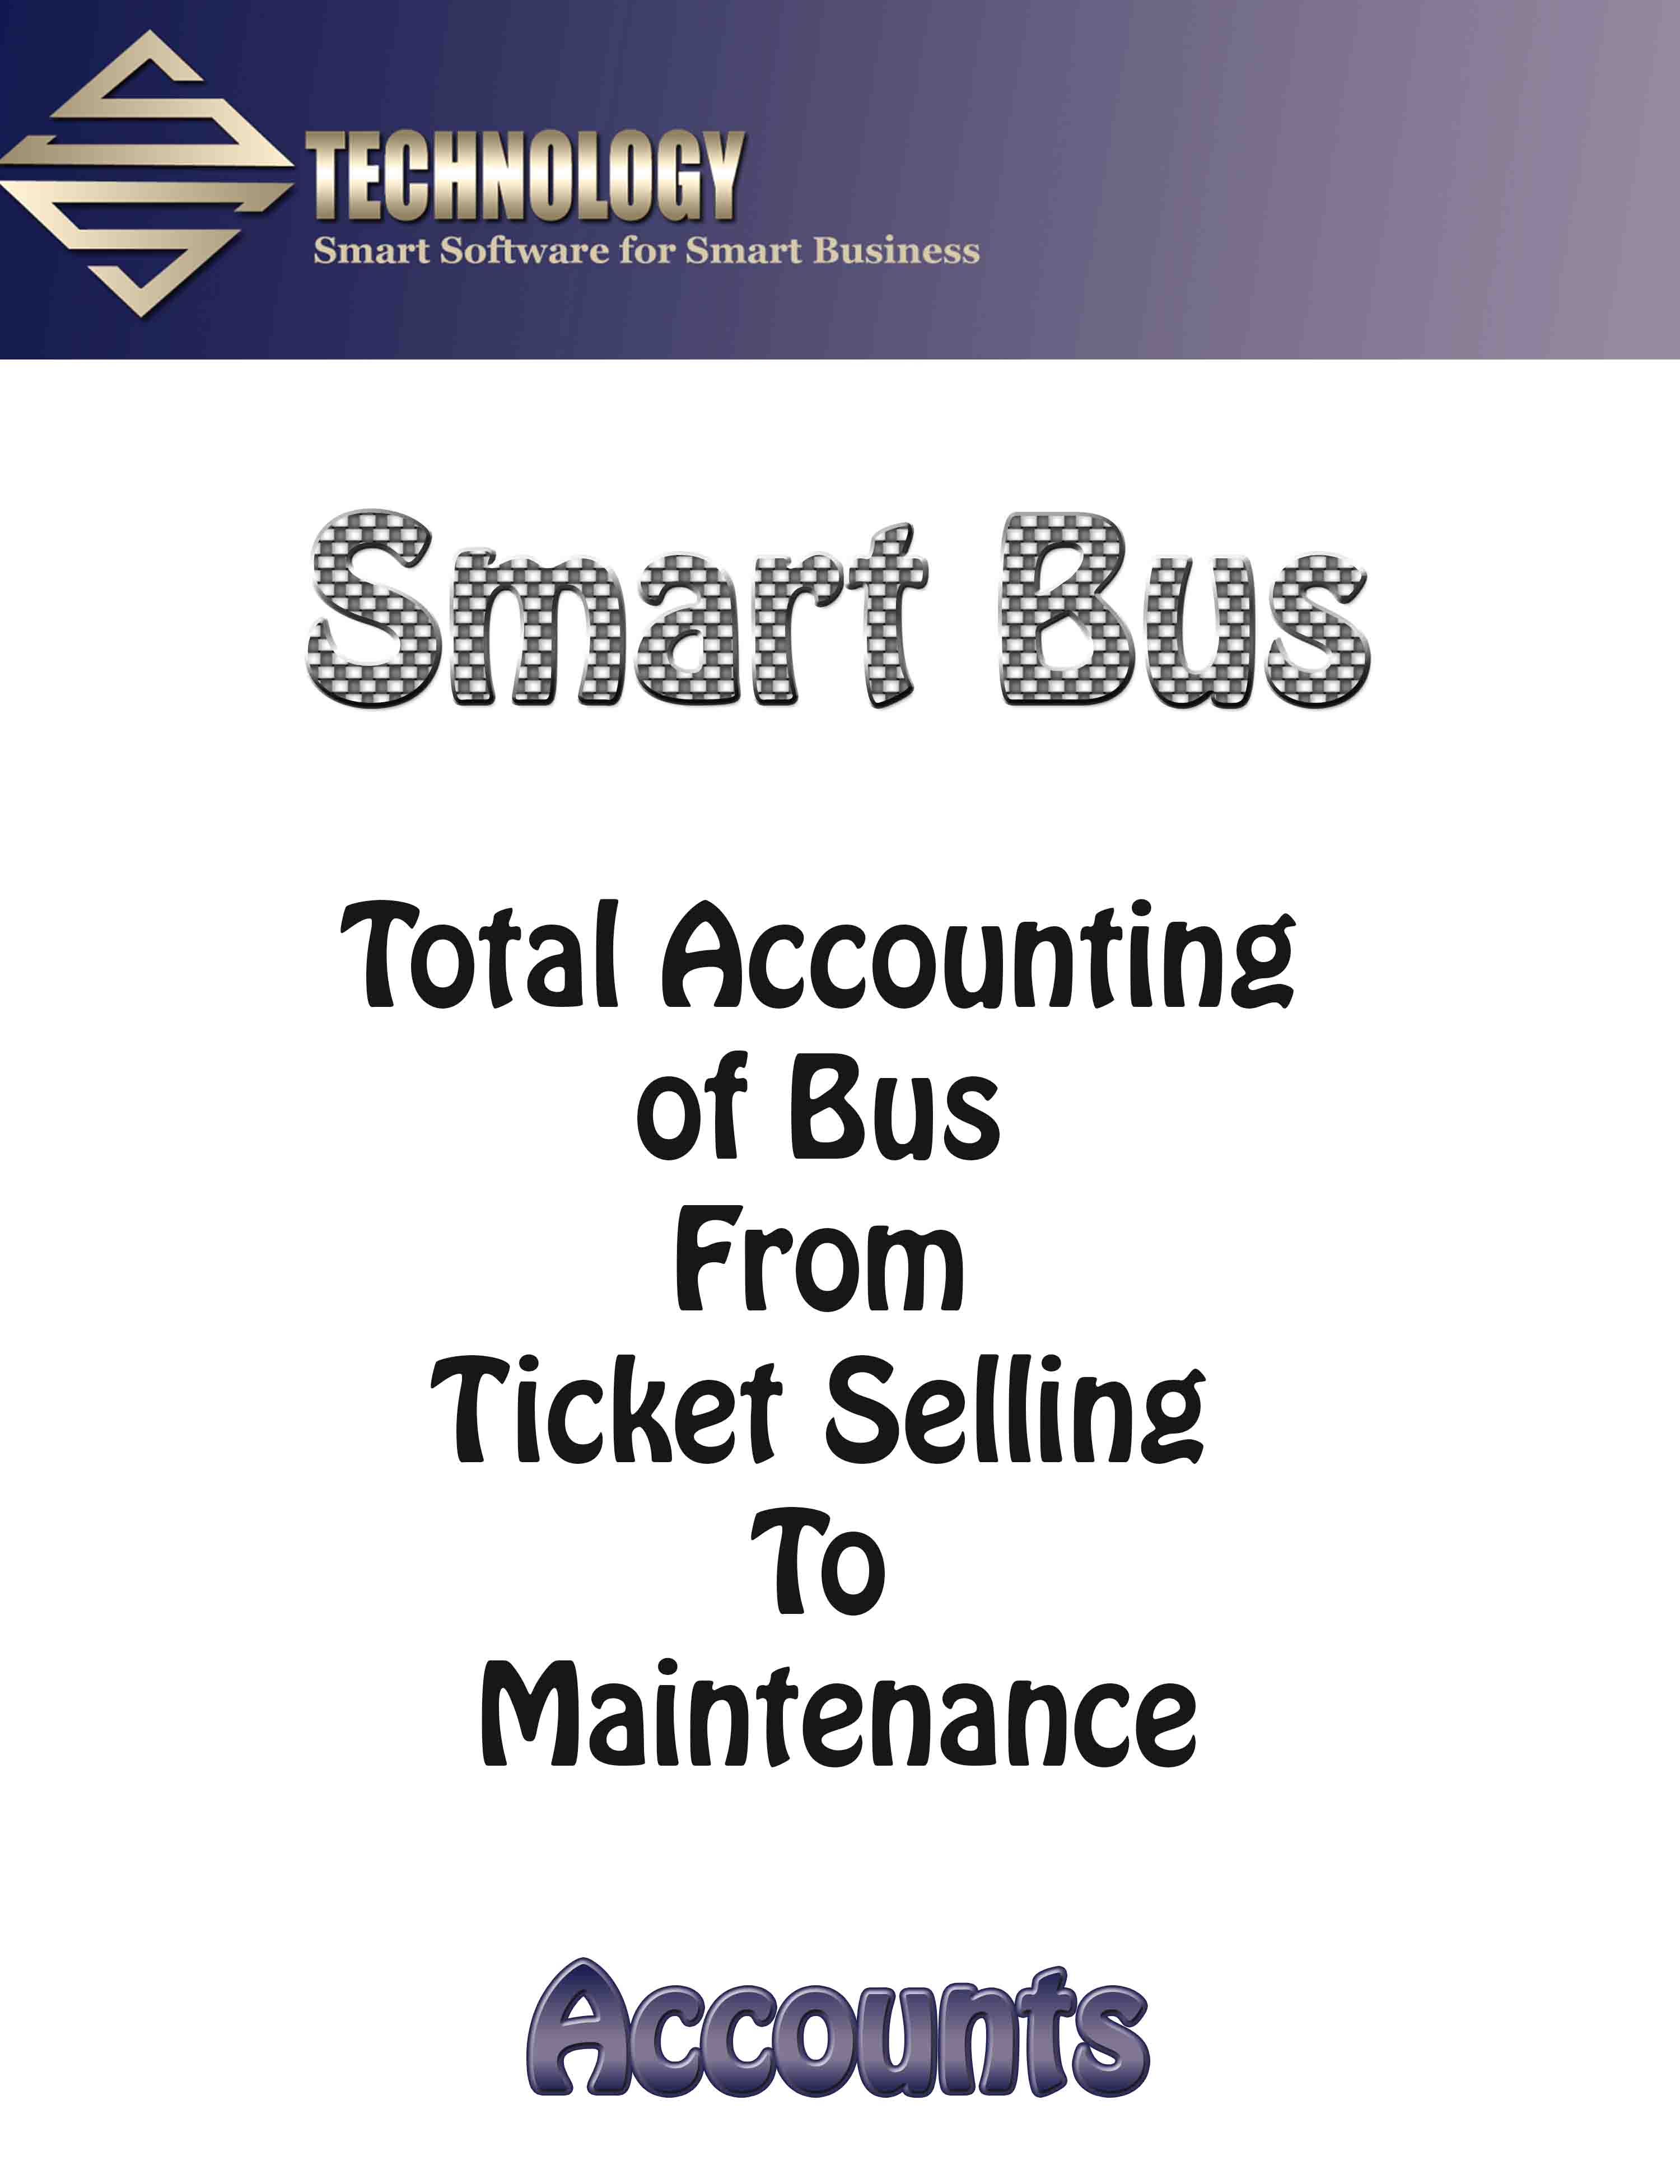 TECHNOLOGY
Smart Software for Smart Business
Smart Bus
Total Accounting
of Bus
From
Ticket Selling
To
Maintenance
Accounts